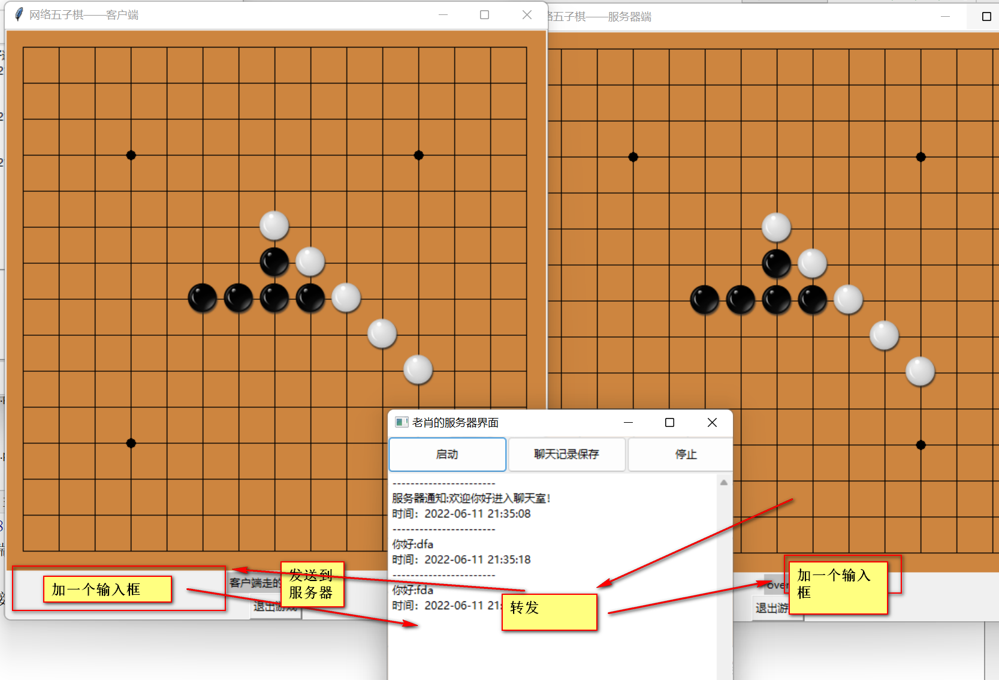 网络五子棋——客户端
五子棋——服务器端
老肖的服务器界面
启动
聊天记录保存
停止
-----------------------
服务器通知:欢迎你好进入聊天室!
时间：2022-06-11 21:35:08
-----------------------
你好:dfa
时间：2022-06-11 21:35:18
-----------------------
你好:fda
时间：2022-06-11 21:
转发
加一个输入框
客户端走的
发送到
服务器
退出游戏
over
加一个输入
框
退出游